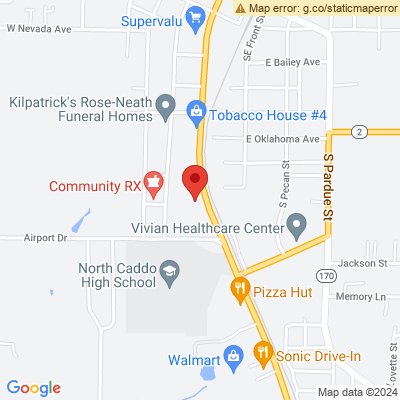 Map error: g.co/staticmaperror
Supervalu
W Nevada Ave
SE Front St
E Bailey Ave
Kilpatrick's Rose-Neath
Funeral Homes
Tobacco House #4
E Oklahoma Ave
2
S Pardue St
S Pecan St
Community RX
Vivian Healthcare Center
Airport Dr
Jackson St
North Caddo
High School
170
Pizza Hut
Memory Ln
Walmart
Sonic Drive-In
Lovette St
Google
Map data ©2024